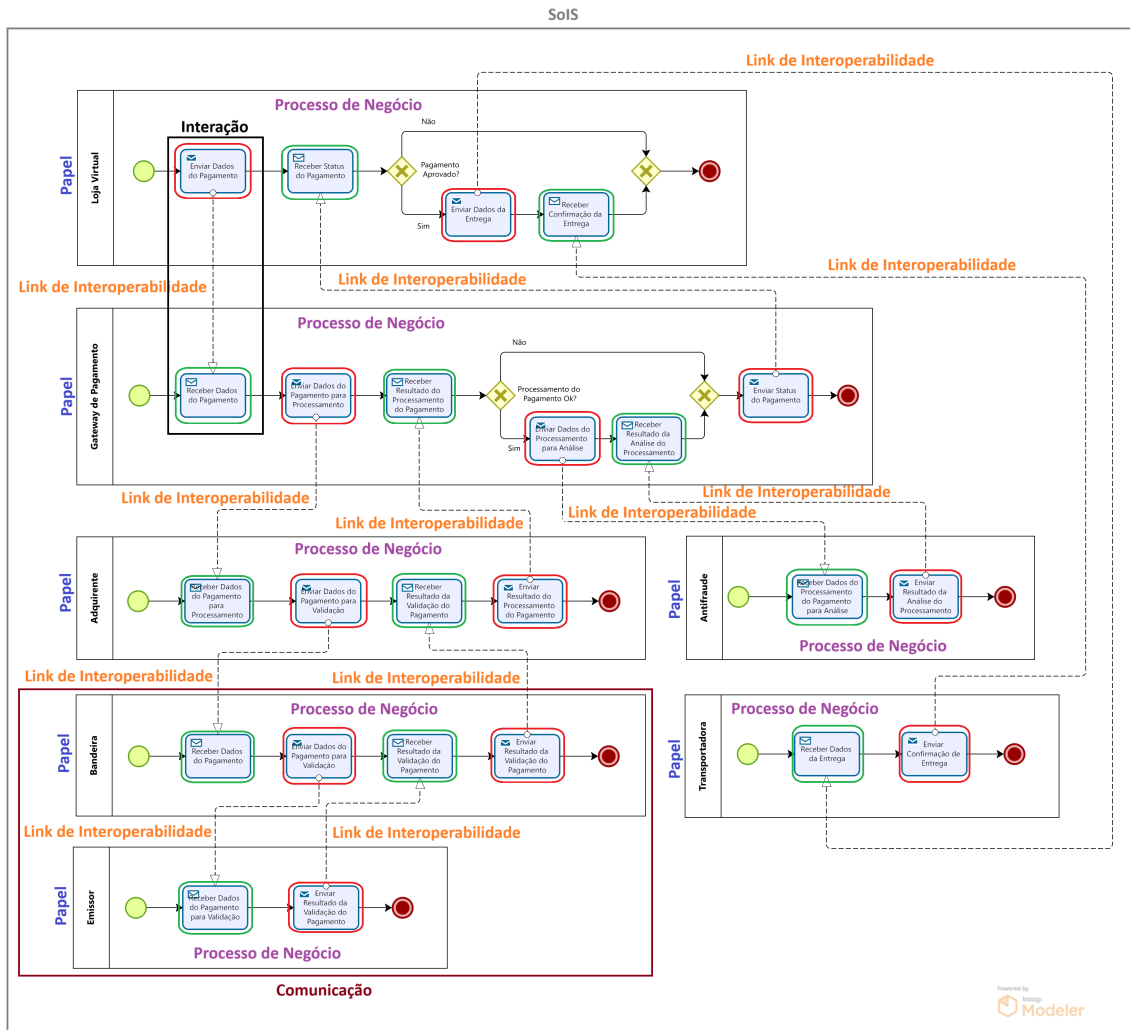 SoIS
Link de Interoperabilidade
Processo de Negócio
Papel
Loja Virtual
Interação
Enviar Dados
do Pagamento
Receber Status
do Pagamento
Não
Pagamento
Aprovado?
Sim
Enviar Dados da
Entrega
Receber
Confirmação da
Entrega
Link de Interoperabilidade
Link de Interoperabilidade
Link de Interoperabilidade
Processo de Negócio
Papel
Gateway de Pagamento
Receber Dados
do Pagamento
Enviar Dados do
Pagamento para
Processamento
Receber
Resultado do
Processamento
do Pagamento
Não
Processamento do
Pagamento Ok?
Sim
Enviar Dados do
Processamento
para Análise
Receber
Resultado da
Análise do
Processamento
Enviar Status
do Pagamento
Link de Interoperabilidade
Link de Interoperabilidade
Link de Interoperabilidade
Link de Interoperabilidade
Processo de Negócio
Papel
Adquirente
Receber Dados
do Pagamento
para
Processamento
Enviar Dados do
Pagamento para
Validação
Receber
Resultado da
Validação do
Pagamento
Enviar
Resultado do
Processamento
do Pagamento
Papel
Antifraude
Receber Dados do
Processamento
do Pagamento
para Análise
Enviar
Resultado da
Análise do
Processamento
Processo de Negócio
Link de Interoperabilidade
Link de Interoperabilidade
Processo de Negócio
Papel
Bandeira
Receber Dados
do Pagamento
Enviar Dados do
Pagamento para
Validação
Receber
Resultado da
Validação do
Pagamento
Enviar
Resultado da
Validação do
Pagamento
Processo de Negócio
Papel
Transportadora
Receber Dados
da Entrega
Enviar
Confirmação de
Entrega
Link de Interoperabilidade
Link de Interoperabilidade
Papel
Emissor
Receber Dados
do Pagamento
para Validação
Enviar
Resultado da
Validação do
Pagamento
Processo de Negócio
Comunicação
Powered by
bizagi
Modeler